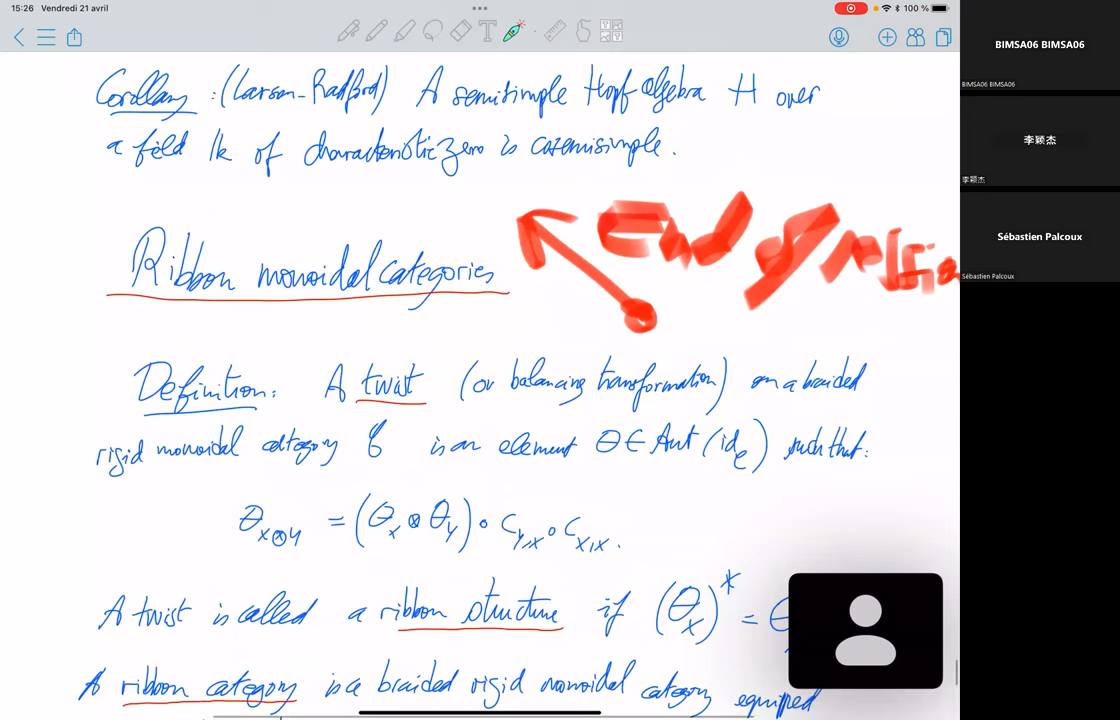 15:26 Vendredi 21 avril
100 %
Corollary : (Larson-Radford) A semisimple Hopf algebra H over
a field lk of characteristic zero is cosemisimple.
End of
Ribbon monoidal categories
Definition: A twist (or balancing transformation) on a braided
rigid monoidal category 𝒞 is an element θ ∈ Aut (id_𝒞) such that:
θ_{X⊗Y} = (θ_X ⊗ θ_Y) ∘ c_{Y,X} ∘ c_{X,X}.
A twist is called a ribbon structure if (θ_X)^* = θ
A ribbon category is a braided rigid monoidal category equipped
BIMSA06 BIMSA06
BIMSA06 BIMSA06
李颖杰
李颖杰
Sébastien Palcoux
Sébastien Palcoux